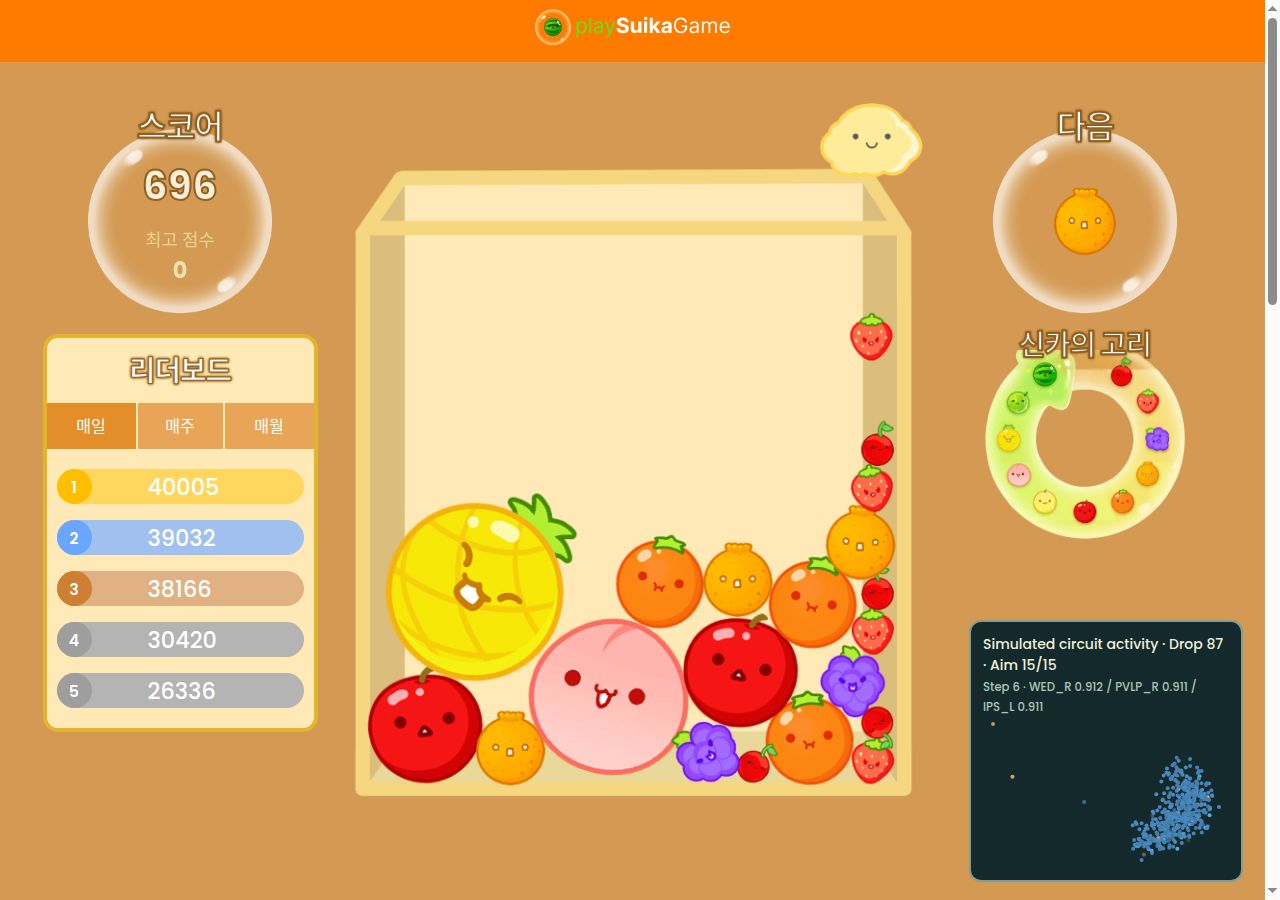 playSuikaGame
스코어
696
최고 점수
0
리더보드
매일 매주 매월
1 40005
2 39032
3 38166
4 30420
5 26336
다음
신카의 고리
Simulated circuit activity · Drop 87
· Aim 15/15
Step 6 · WED_R 0.912 / PVLP_R 0.911 /
IPS_L 0.911